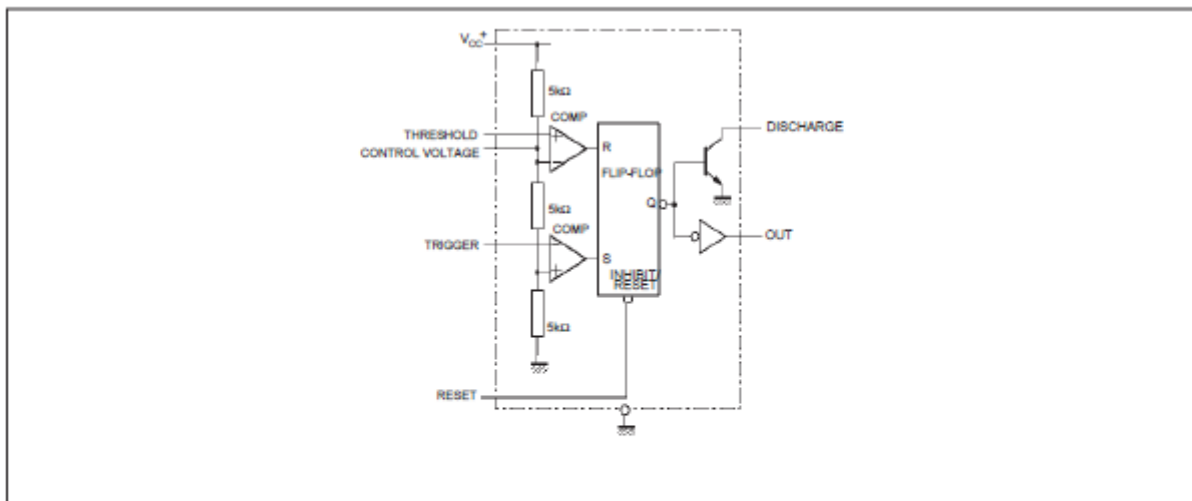 VCC+
5kΩ
COMP
THRESHOLD
CONTROL VOLTAGE
+
−
R
FLIP-FLOP
Q
DISCHARGE
5kΩ
COMP
TRIGGER
−
+
S
OUT
INHIBIT/
RESET
5kΩ
RESET